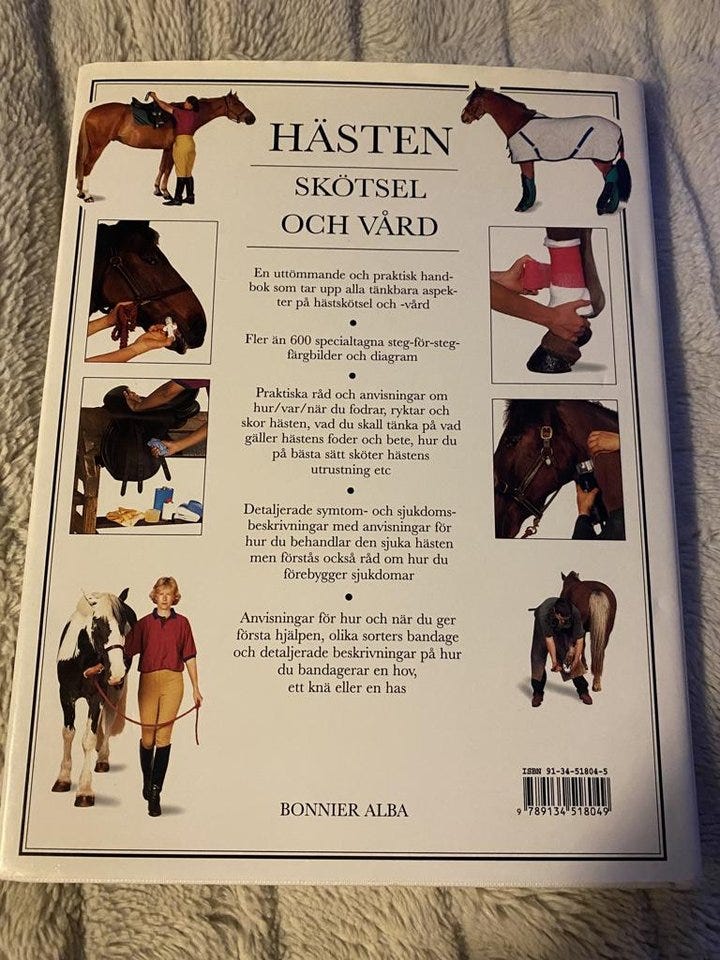 HÄSTEN
SKÖTSEL
OCH VÅRD
En uttömmande och praktisk hand-
bok som tar upp alla tänkbara aspek-
ter på hästskötsel och -vård
•
Fler än 600 specialtagna steg-för-steg-
färgbilder och diagram
•
Praktiska råd och anvisningar om
hur/var/när du fodrar, ryktar och
skor hästen, vad du skall tänka på vad
gäller hästens foder och bete, hur du
på bästa sätt sköter hästens
utrustning etc
•
Detaljerade symtom- och sjukdoms-
beskrivningar med anvisningar för
hur du behandlar den sjuka hästen
men förstås också råd om hur du
förebygger sjukdomar
•
Anvisningar för hur och när du ger
första hjälpen, olika sorters bandage
och detaljerade beskrivningar på hur
du bandagerar en hov,
ett knä eller en has
ISBN 91-34-51804-5
9 789134 518049
BONNIER ALBA